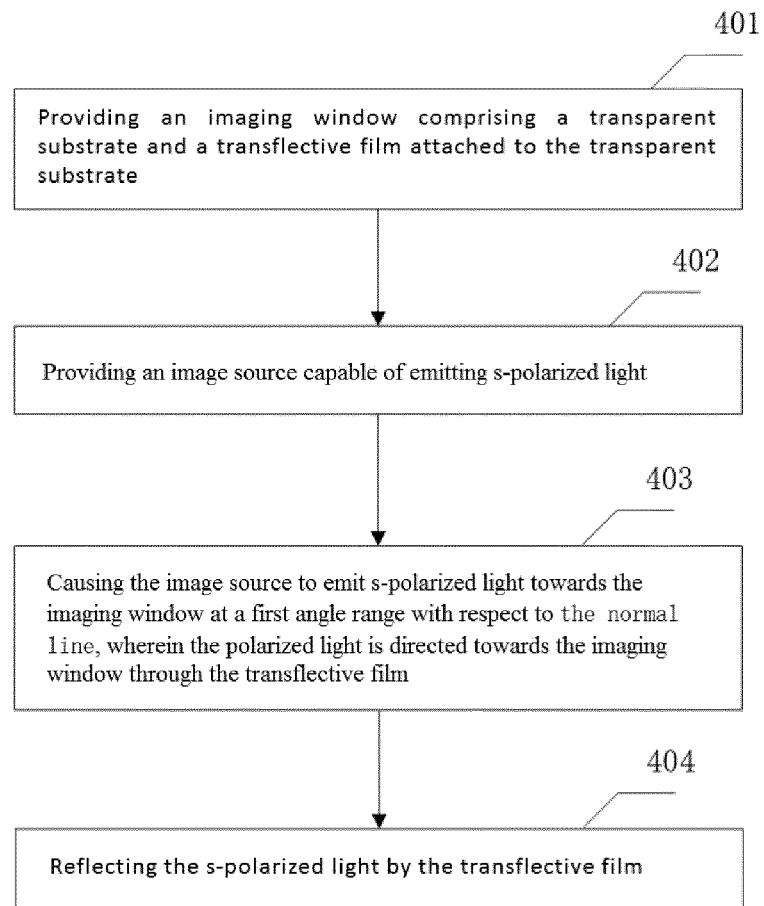 401
Providing an imaging window comprising a transparent
substrate and a transflective film attached to the transparent
substrate
402
Providing an image source capable of emitting s-polarized light
403
Causing the image source to emit s-polarized light towards the
imaging window at a first angle range with respect to the normal
line, wherein the polarized light is directed towards the imaging
window through the transflective film
404
Reflecting the s-polarized light by the transflective film